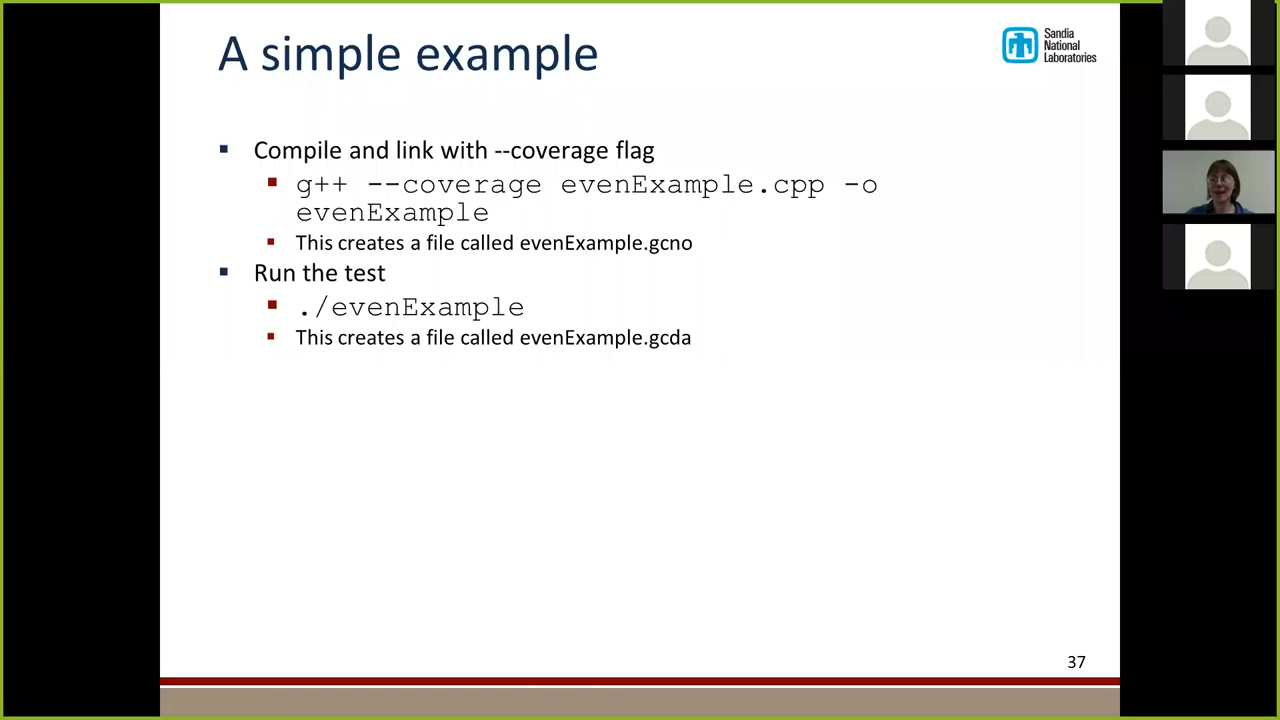 A simple example
Sandia
National
Laboratories
Compile and link with --coverage flag
g++ --coverage evenExample.cpp -o
evenExample
This creates a file called evenExample.gcno
Run the test
./evenExample
This creates a file called evenExample.gcda
37